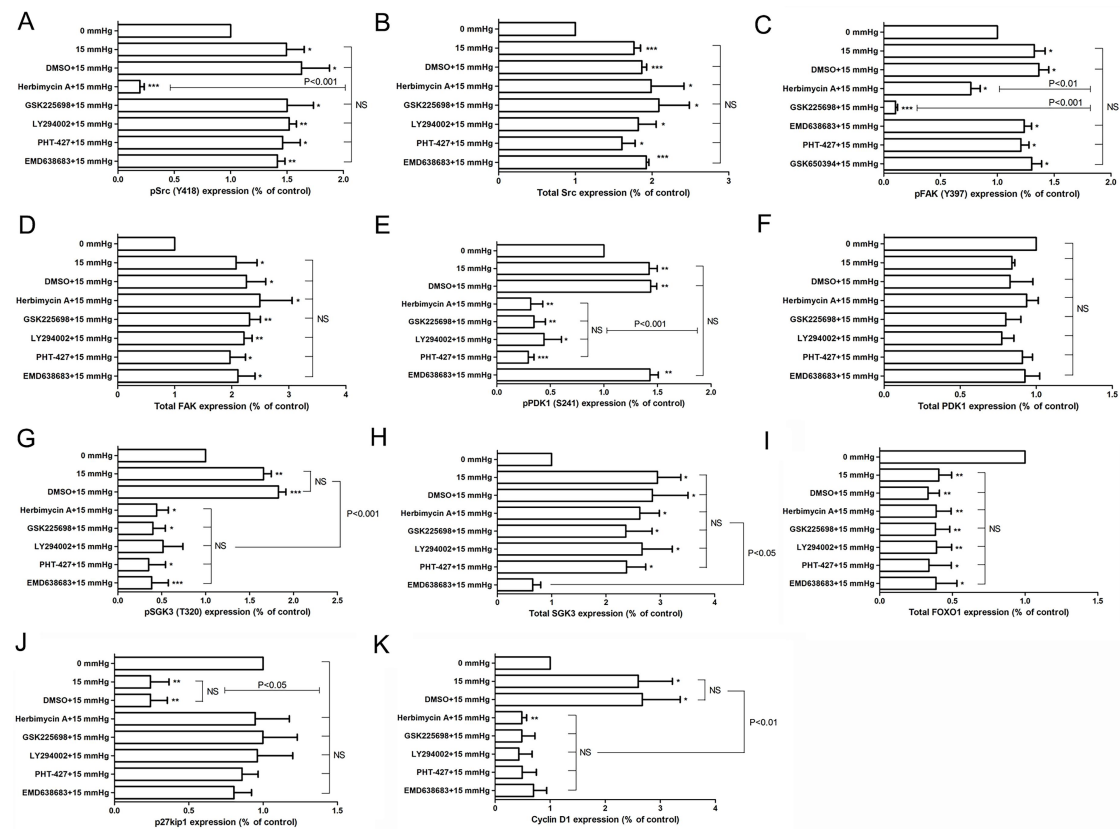 A
0 mmHg
15 mmHg *
DMSO+15 mmHg *
Herbimycin A+15 mmHg *** P<0.001
GSK225698+15 mmHg * NS
LY294002+15 mmHg **
PHT-427+15 mmHg *
EMD638683+15 mmHg **
0.0 0.5 1.0 1.5 2.0
pSrc (Y418) expression (% of control)
B
0 mmHg
15 mmHg ***
DMSO+15 mmHg ***
Herbimycin A+15 mmHg *
GSK225698+15 mmHg * NS
LY294002+15 mmHg *
PHT-427+15 mmHg *
EMD638683+15 mmHg ***
0 1 2 3
Total Src expression (% of control)
C
0 mmHg
15 mmHg *
DMSO+15 mmHg *
Herbimycin A+15 mmHg * P<0.01
GSK225698+15 mmHg *** P<0.001 NS
EMD638683+15 mmHg *
PHT-427+15 mmHg *
GSK650394+15 mmHg *
0.0 0.5 1.0 1.5 2.0
pFAK (Y397) expression (% of control)
D
0 mmHg
15 mmHg *
DMSO+15 mmHg *
Herbimycin A+15 mmHg *
GSK225698+15 mmHg ** NS
LY294002+15 mmHg **
PHT-427+15 mmHg *
EMD638683+15 mmHg *
0 1 2 3 4
Total FAK expression (% of control)
E
0 mmHg
15 mmHg **
DMSO+15 mmHg **
Herbimycin A+15 mmHg **
GSK225698+15 mmHg ** NS P<0.001 NS
LY294002+15 mmHg *
PHT-427+15 mmHg ***
EMD638683+15 mmHg **
0.0 0.5 1.0 1.5 2.0
pPDK1 (S241) expression (% of control)
F
0 mmHg
15 mmHg
DMSO+15 mmHg
Herbimycin A+15 mmHg
GSK225698+15 mmHg NS
LY294002+15 mmHg
PHT-427+15 mmHg
EMD638683+15 mmHg
0.0 0.5 1.0 1.5
Total PDK1 expression (% of control)
G
0 mmHg
15 mmHg **
DMSO+15 mmHg *** NS
Herbimycin A+15 mmHg * P<0.001
GSK225698+15 mmHg *
LY294002+15 mmHg NS
PHT-427+15 mmHg *
EMD638683+15 mmHg ***
0.0 0.5 1.0 1.5 2.0 2.5
pSGK3 (T320) expression (% of control)
H
0 mmHg
15 mmHg *
DMSO+15 mmHg *
Herbimycin A+15 mmHg *
GSK225698+15 mmHg * NS
LY294002+15 mmHg * P<0.05
PHT-427+15 mmHg *
EMD638683+15 mmHg
0 1 2 3 4
Total SGK3 expression (% of control)
I
0 mmHg
15 mmHg **
DMSO+15 mmHg **
Herbimycin A+15 mmHg **
GSK225698+15 mmHg ** NS
LY294002+15 mmHg **
PHT-427+15 mmHg *
EMD638683+15 mmHg *
0.0 0.5 1.0 1.5
Total FOXO1 expression (% of control)
J
0 mmHg
15 mmHg ** NS P<0.05
DMSO+15 mmHg **
Herbimycin A+15 mmHg
GSK225698+15 mmHg
LY294002+15 mmHg NS
PHT-427+15 mmHg
EMD638683+15 mmHg
0.0 0.5 1.0 1.5
p27kip1 expression (% of control)
K
0 mmHg
15 mmHg * NS
DMSO+15 mmHg *
Herbimycin A+15 mmHg ** P<0.01
GSK225698+15 mmHg
LY294002+15 mmHg NS
PHT-427+15 mmHg
EMD638683+15 mmHg
0 1 2 3 4
Cyclin D1 expression (% of control)